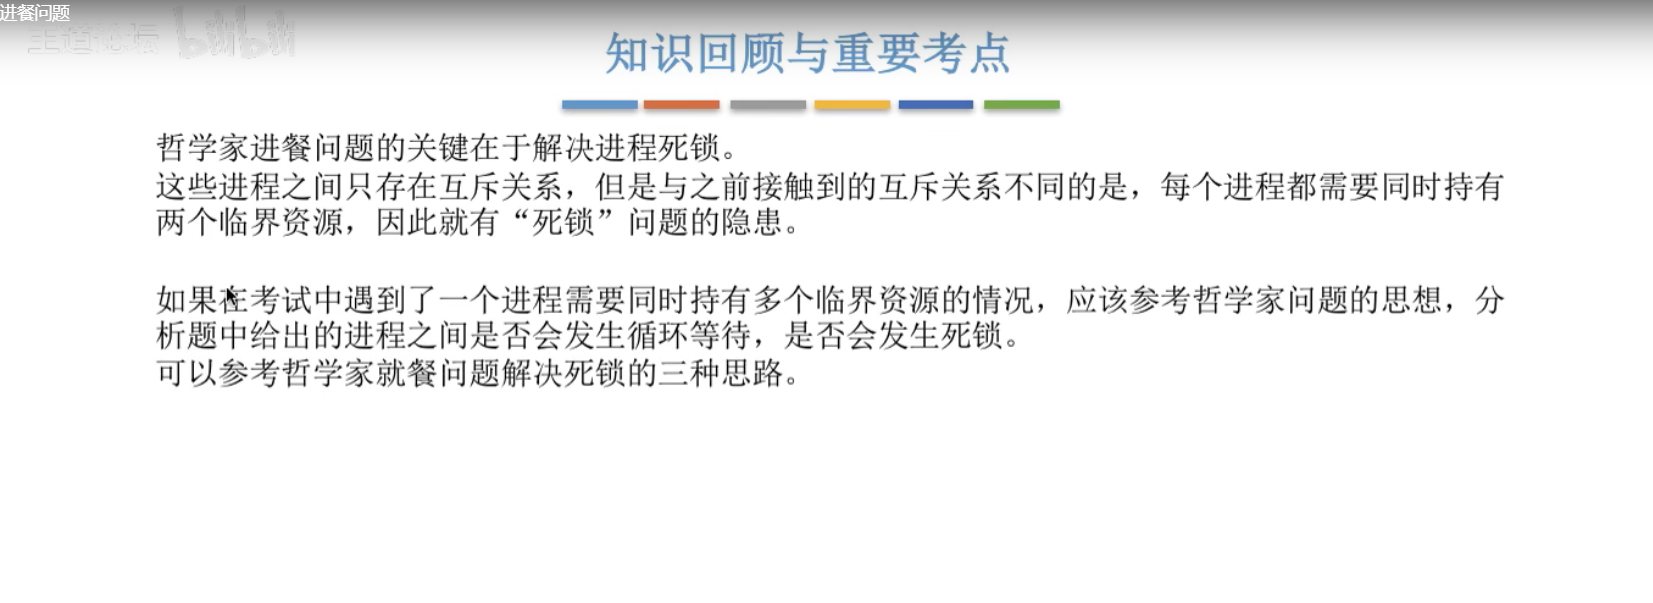 进餐问题
王道论坛 bilibili
知识回顾与重要考点
哲学家进餐问题的关键在于解决进程死锁。
这些进程之间只存在互斥关系，但是与之前接触到的互斥关系不同的是，每个进程都需要同时持有
两个临界资源，因此就有“死锁”问题的隐患。
如果在考试中遇到了一个进程需要同时持有多个临界资源的情况，应该参考哲学家问题的思想，分
析题中给出的进程之间是否会发生循环等待，是否会发生死锁。
可以参考哲学家就餐问题解决死锁的三种思路。